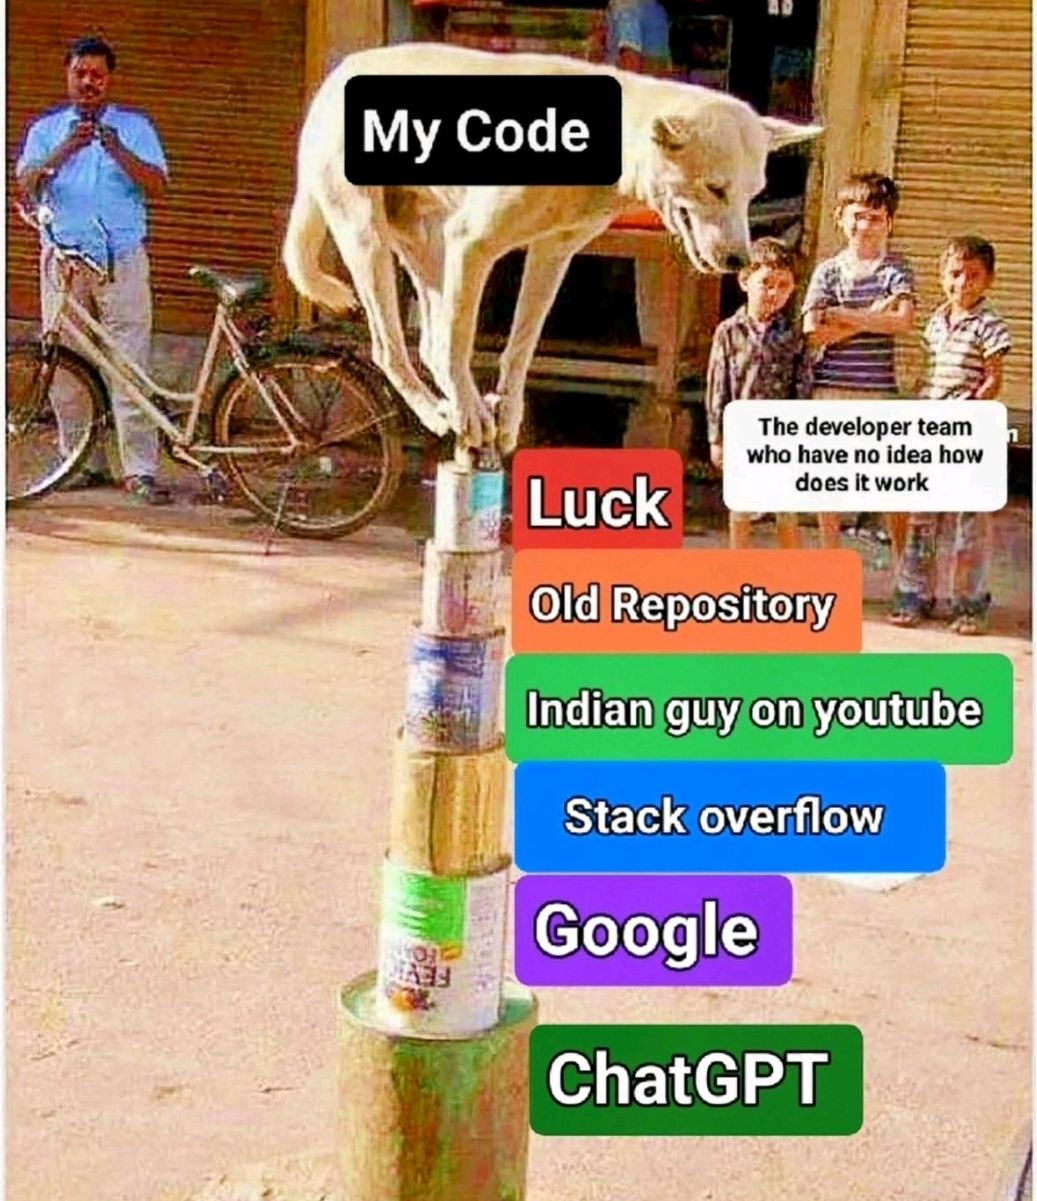 My Code
The developer team
who have no idea how
does it work
Luck
Old Repository
Indian guy on youtube
Stack overflow
Google
ChatGPT